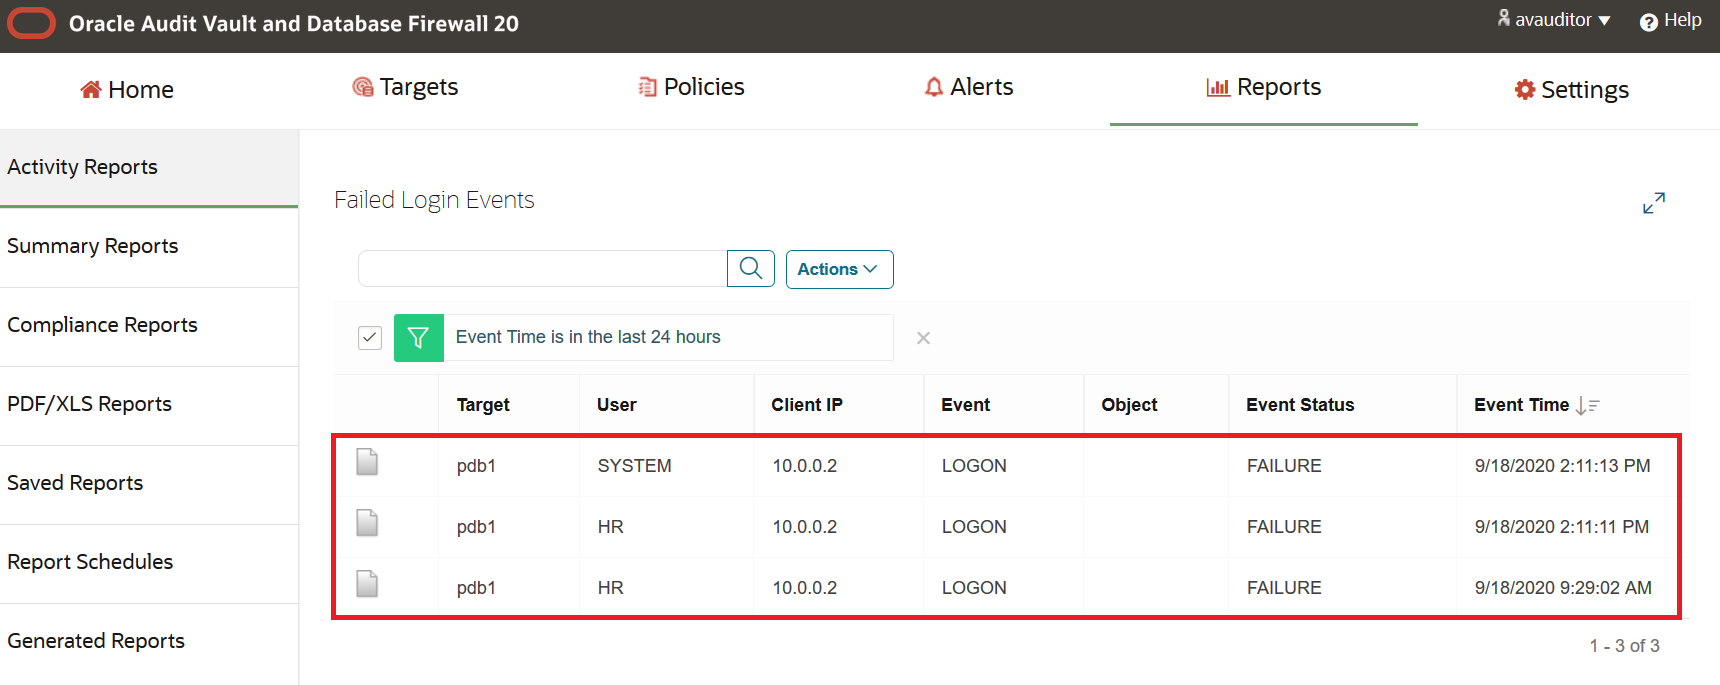 Oracle Audit Vault and Database Firewall 20
avauditor
Help
Home
Targets
Policies
Alerts
Reports
Settings
Activity Reports
Summary Reports
Compliance Reports
PDF/XLS Reports
Saved Reports
Report Schedules
Generated Reports
Failed Login Events
Actions
Event Time is in the last 24 hours
Target User Client IP Event Object Event Status Event Time
pdb1 SYSTEM 10.0.0.2 LOGON FAILURE 9/18/2020 2:11:13 PM
pdb1 HR 10.0.0.2 LOGON FAILURE 9/18/2020 2:11:11 PM
pdb1 HR 10.0.0.2 LOGON FAILURE 9/18/2020 9:29:02 AM
1 - 3 of 3